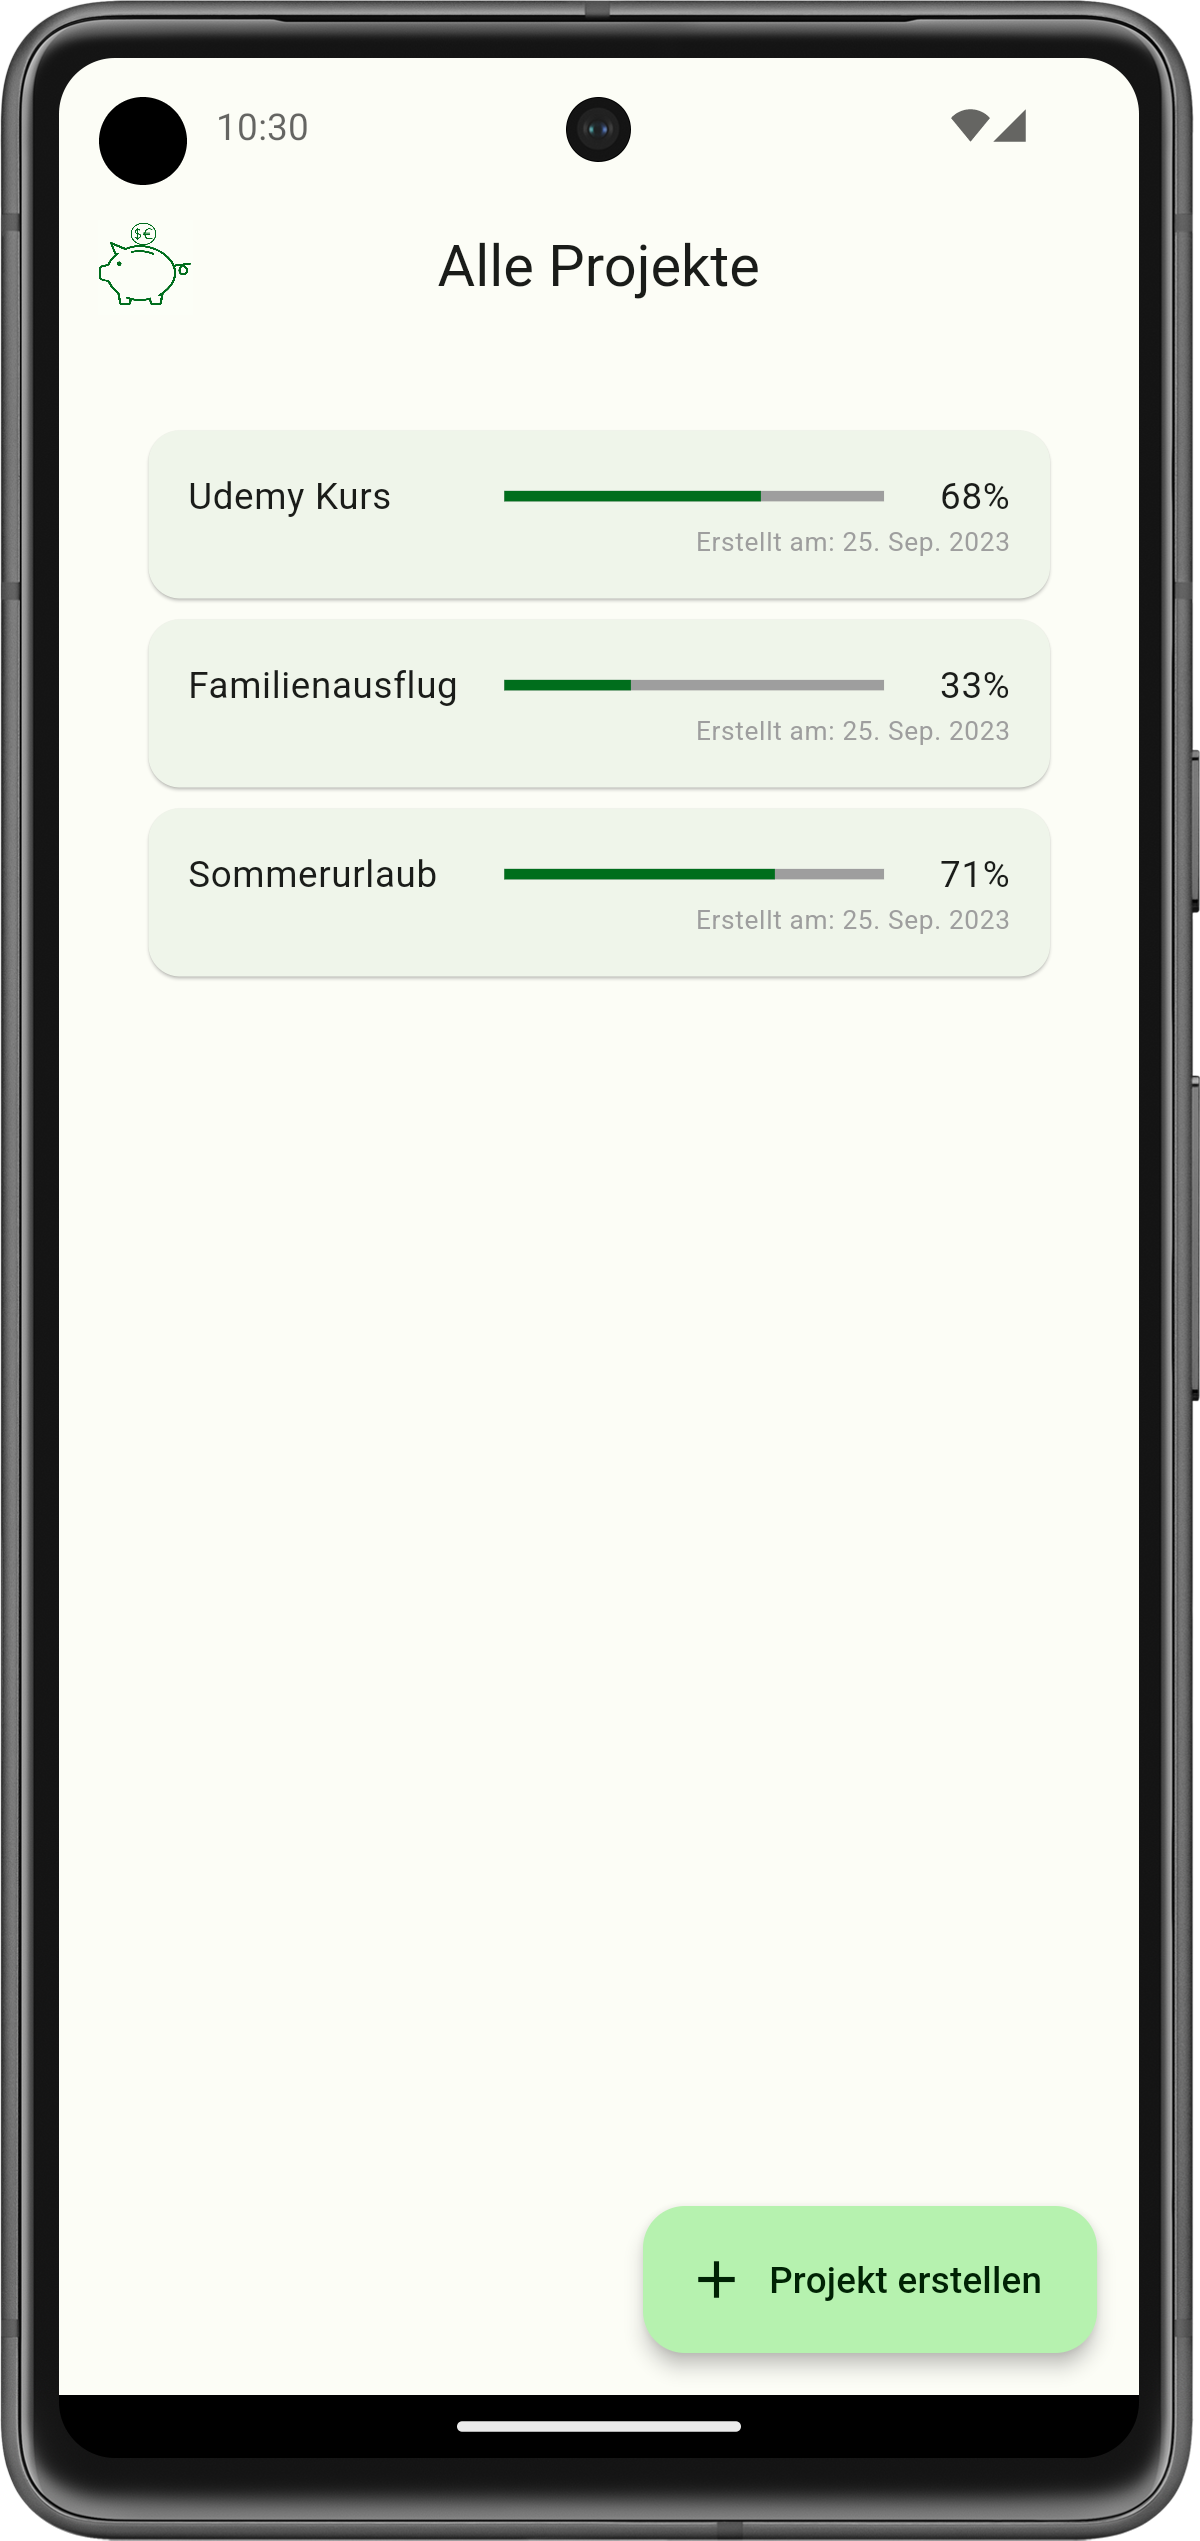 10:30
$€
Alle Projekte
Udemy Kurs 68%
Erstellt am: 25. Sep. 2023
Familienausflug 33%
Erstellt am: 25. Sep. 2023
Sommerurlaub 71%
Erstellt am: 25. Sep. 2023
+ Projekt erstellen